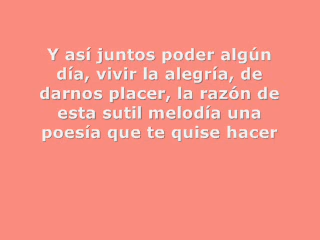 Y así juntos poder algún
día, vivir la alegría, de
darnos placer, la razón de
esta sutil melodía una
poesía que te quise hacer